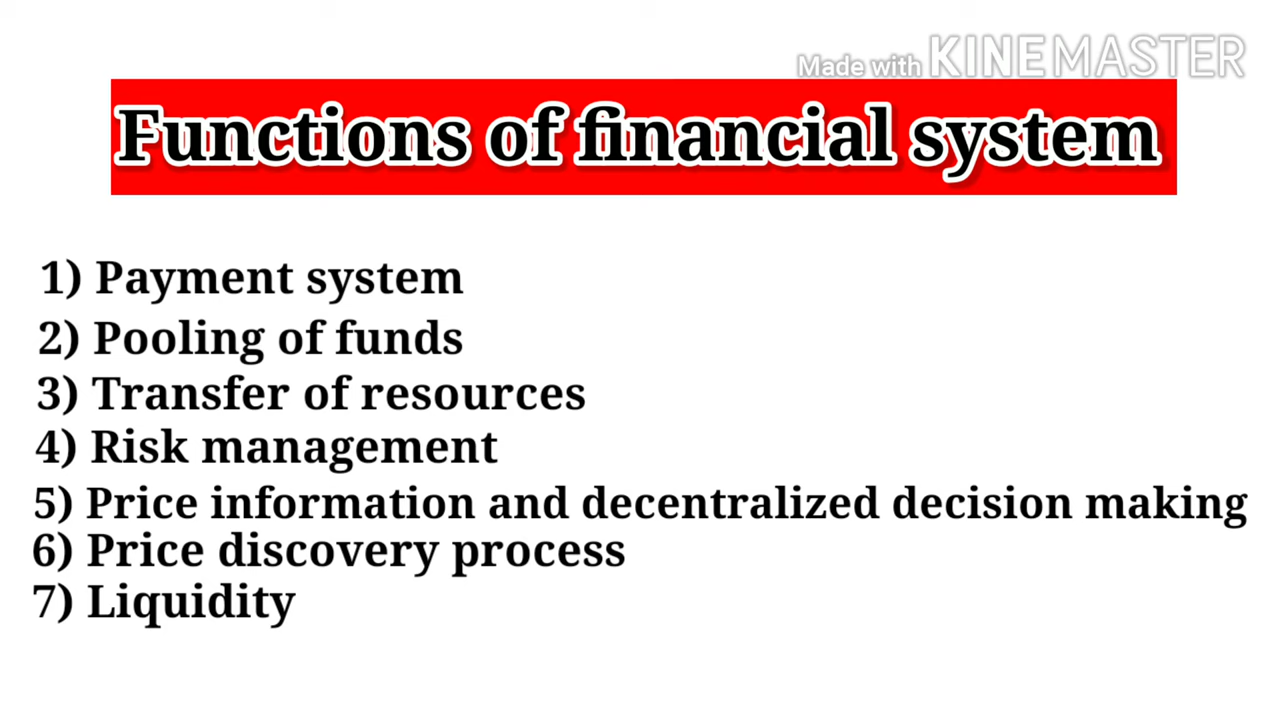 Made with KINEMASTER
Functions of financial system
1) Payment system
2) Pooling of funds
3) Transfer of resources
4) Risk management
5) Price information and decentralized decision making
6) Price discovery process
7) Liquidity